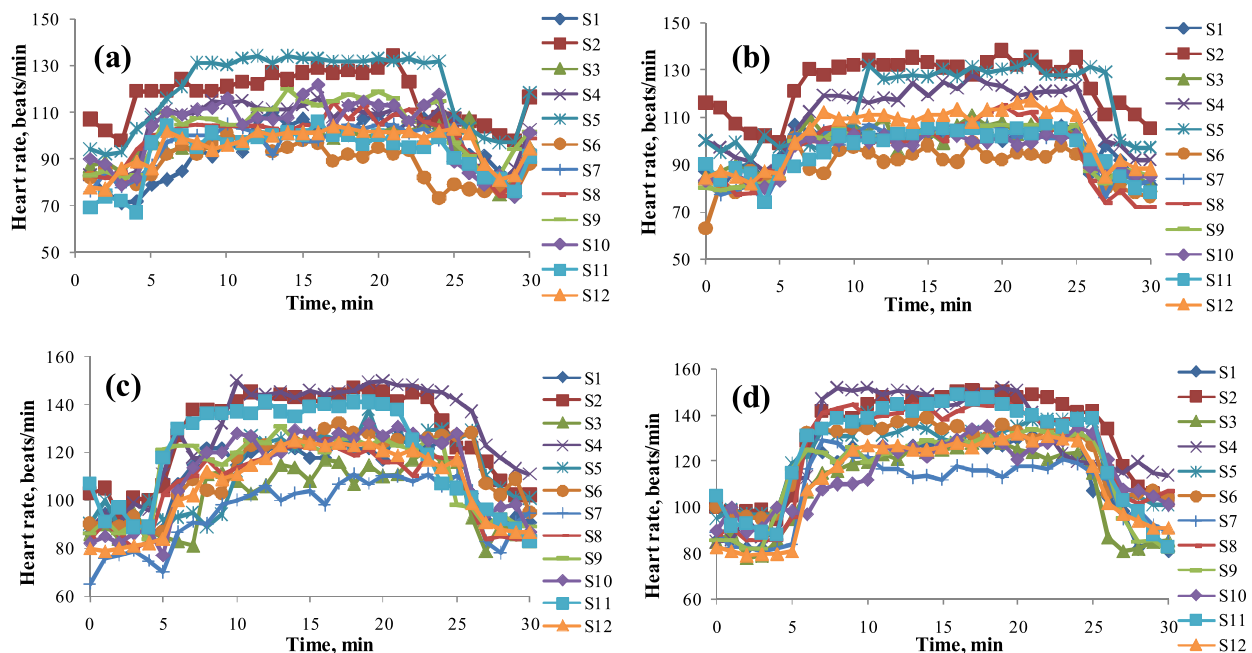 (a)
Heart rate, beats/min
150
130
110
90
70
50
0 5 10 15 20 25 30
Time, min
S1
S2
S3
S4
S5
S6
S7
S8
S9
S10
S11
S12
(b)
Heart rate, beats/min
150
130
110
90
70
50
0 5 10 15 20 25 30
Time, min
S1
S2
S3
S4
S5
S6
S7
S8
S9
S10
S11
S12
(c)
Heart rate, beats/min
160
140
120
100
80
60
0 5 10 15 20 25 30
Time, min
S1
S2
S3
S4
S5
S6
S7
S8
S9
S10
S11
S12
(d)
Heart rate, beats/min
160
140
120
100
80
60
0 5 10 15 20 25 30
Time, min
S1
S2
S3
S4
S5
S6
S7
S8
S9
S10
S11
S12